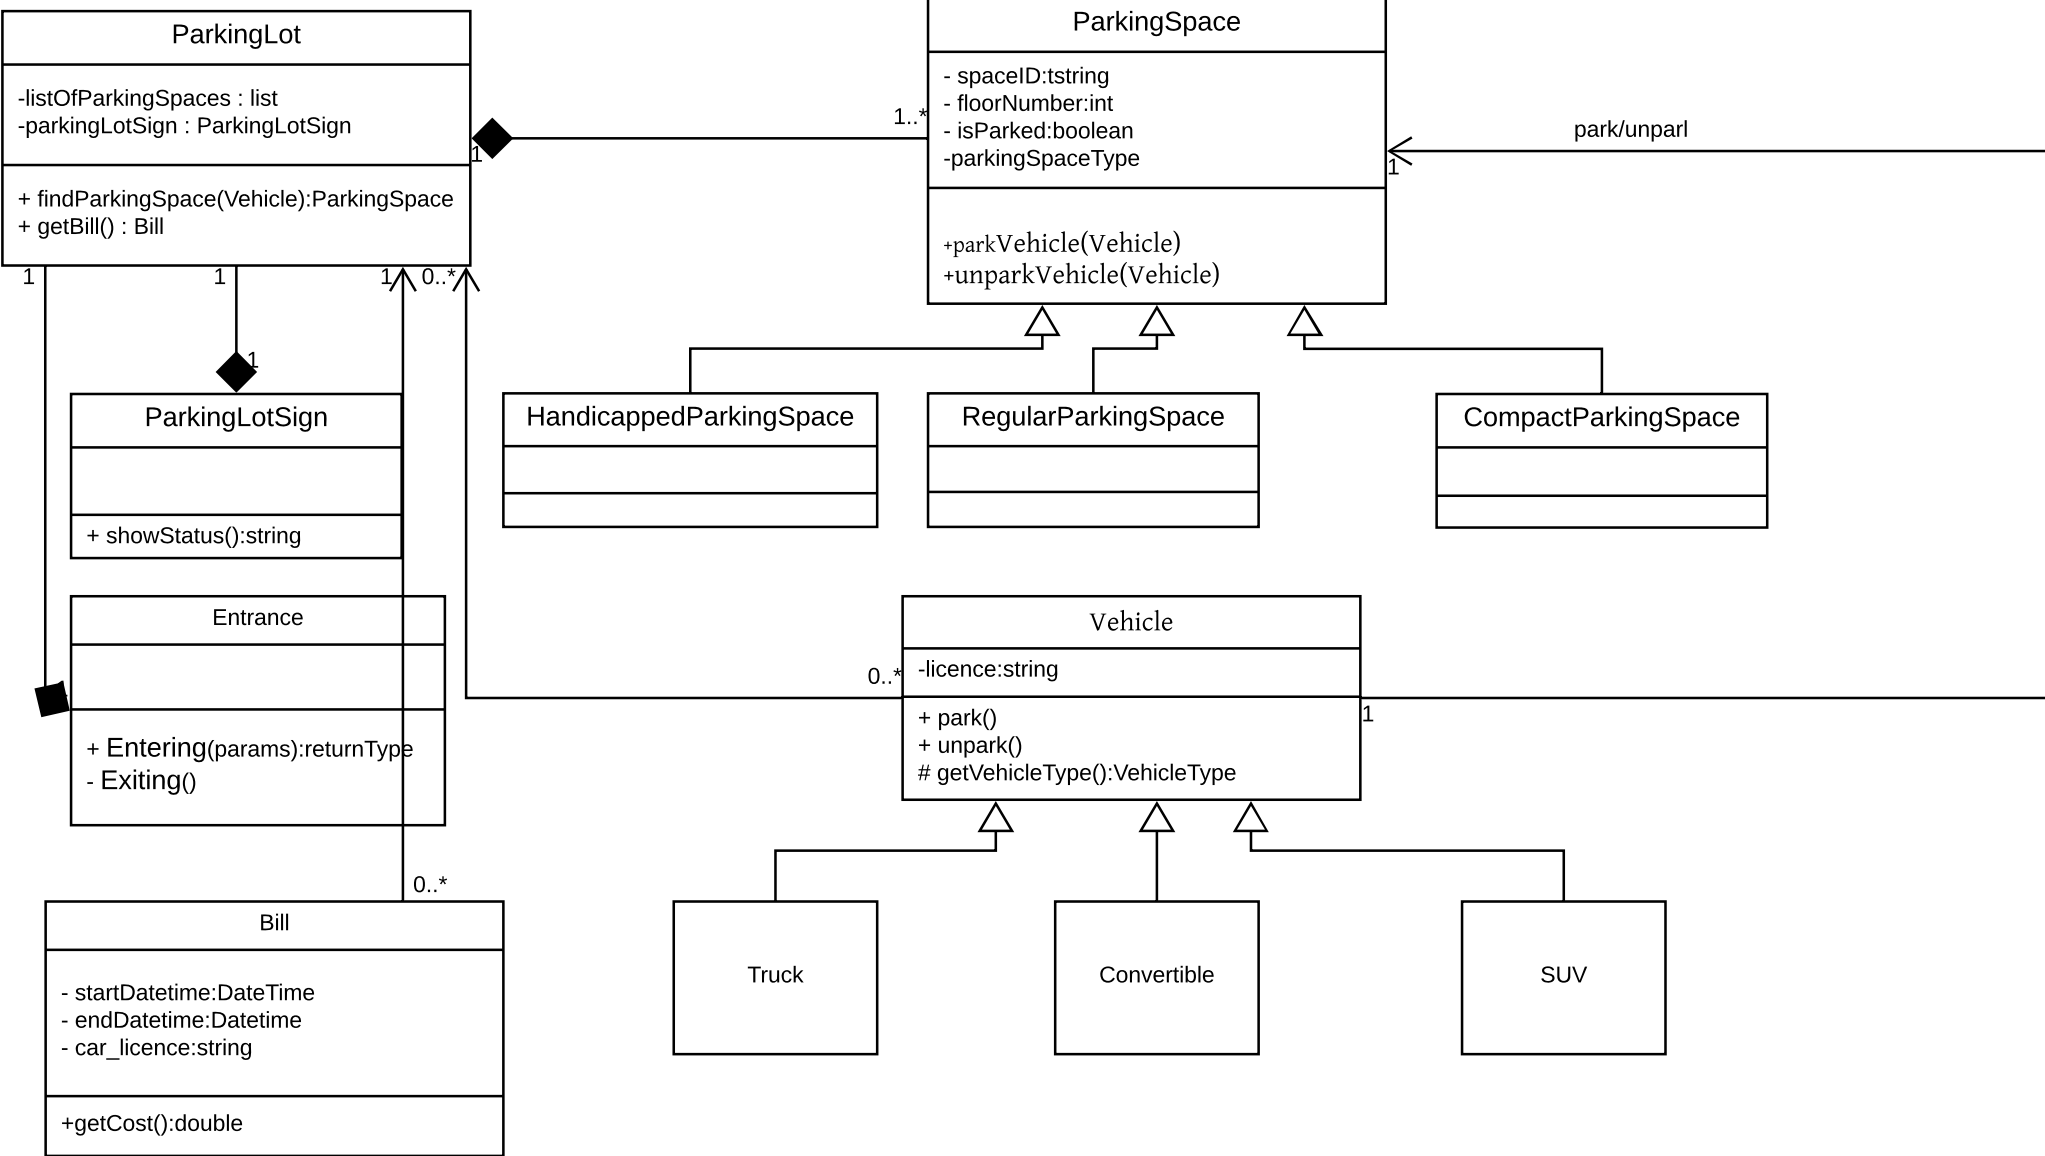 ParkingLot
-listOfParkingSpaces : list
-parkingLotSign : ParkingLotSign
+ findParkingSpace(Vehicle):ParkingSpace
+ getBill() : Bill
1
1..*
ParkingSpace
- spaceID:tstring
- floorNumber:int
- isParked:boolean
-parkingSpaceType
+parkVehicle(Vehicle)
+unparkVehicle(Vehicle)
park/unparl
1
1
1
1
0..*
1
ParkingLotSign
+ showStatus():string
HandicappedParkingSpace
RegularParkingSpace
CompactParkingSpace
Entrance
+ Entering(params):returnType
- Exiting()
0..*
Vehicle
-licence:string
+ park()
+ unpark()
# getVehicleType():VehicleType
1
0..*
Bill
- startDatetime:DateTime
- endDatetime:Datetime
- car_licence:string
+getCost():double
Truck
Convertible
SUV